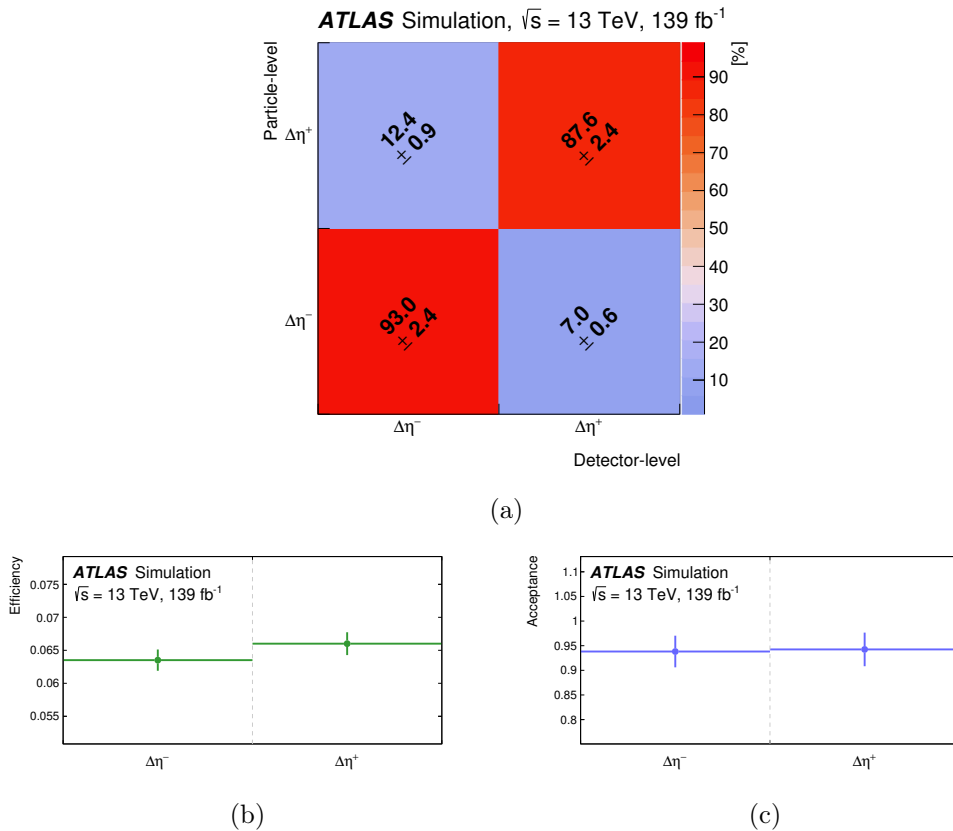 ATLAS Simulation, √s = 13 TeV, 139 fb⁻¹
Particle-level
[%]
Δη⁺
12.4 ± 0.9
87.6 ± 2.4
Δη⁻
93.0 ± 2.4
7.0 ± 0.6
90
80
70
60
50
40
30
20
10
Δη⁻
Δη⁺
Detector-level
(a)
Efficiency
ATLAS Simulation
√s = 13 TeV, 139 fb⁻¹
0.075
0.07
0.065
0.06
0.055
Δη⁻
Δη⁺
(b)
Acceptance
ATLAS Simulation
√s = 13 TeV, 139 fb⁻¹
1.1
1.05
1
0.95
0.9
0.85
0.8
Δη⁻
Δη⁺
(c)